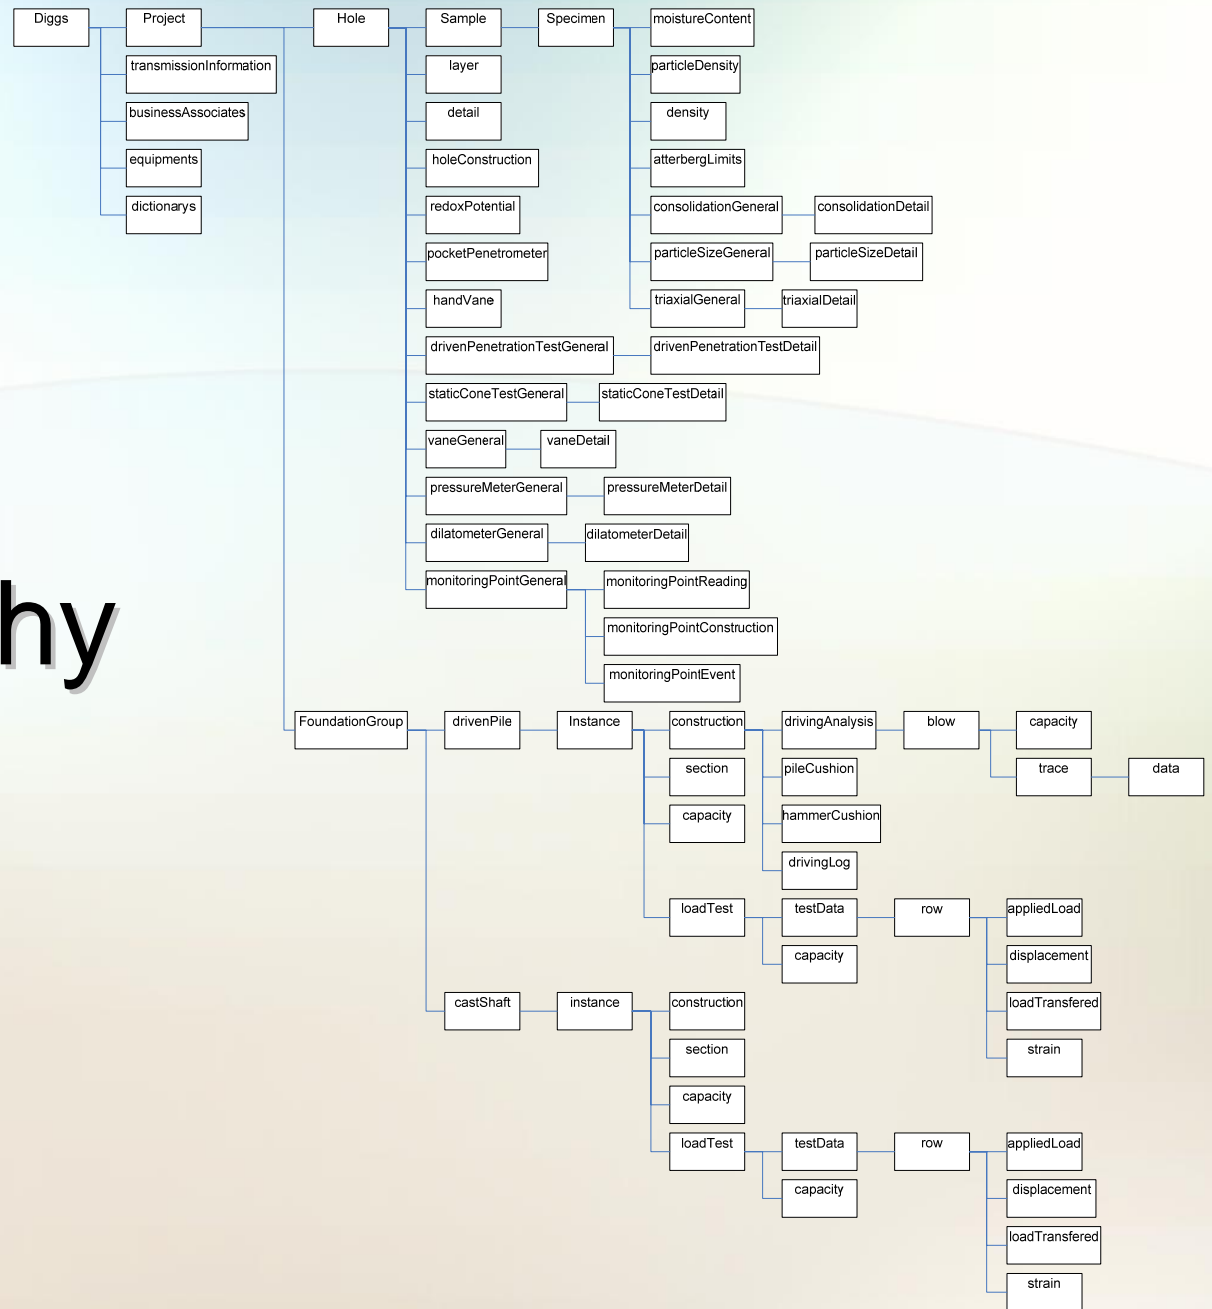 Diggs
Project
Hole
Sample
Specimen
moistureContent
transmissionInformation
layer
particleDensity
businessAssociates
detail
density
equipments
holeConstruction
atterbergLimits
dictionarys
redoxPotential
consolidationGeneral
consolidationDetail
pocketPenetrometer
particleSizeGeneral
particleSizeDetail
handVane
triaxialGeneral
triaxialDetail
drivenPenetrationTestGeneral
drivenPenetrationTestDetail
staticConeTestGeneral
staticConeTestDetail
vaneGeneral
vaneDetail
pressureMeterGeneral
pressureMeterDetail
dilatometerGeneral
dilatometerDetail
monitoringPointGeneral
monitoringPointReading
hy
monitoringPointConstruction
monitoringPointEvent
FoundationGroup
drivenPile
Instance
construction
drivingAnalysis
blow
capacity
section
pileCushion
trace
data
capacity
hammerCushion
drivingLog
loadTest
testData
row
appliedLoad
capacity
displacement
castShaft
instance
construction
loadTransfered
section
strain
capacity
loadTest
testData
row
appliedLoad
capacity
displacement
loadTransfered
strain